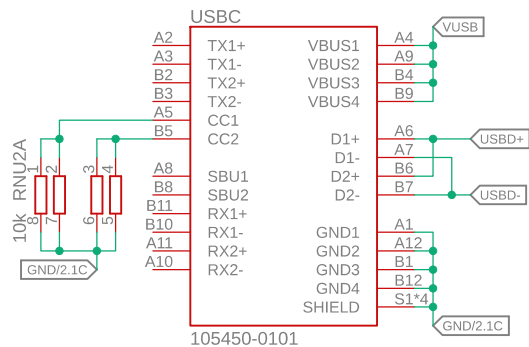 USBC
A2 TX1+ VBUS1 A4 VUSB
A3 TX1- VBUS2 A9
B2 TX2+ VBUS3 B4
B3 TX2- VBUS4 B9
A5 CC1
B5 CC2 D1+ A6 USBD+
D1- A7
A8 SBU1 D2+ B6
B8 SBU2 D2- B7 USBD-
B11 RX1+
B10 RX1- GND1 A1
A11 RX2+ GND2 A12
A10 RX2- GND3 B1
GND4 B12
SHIELD S1*4
GND/2.1C
105450-0101
10k RNU2A
1 2 3 4
8 7 6 5
GND/2.1C